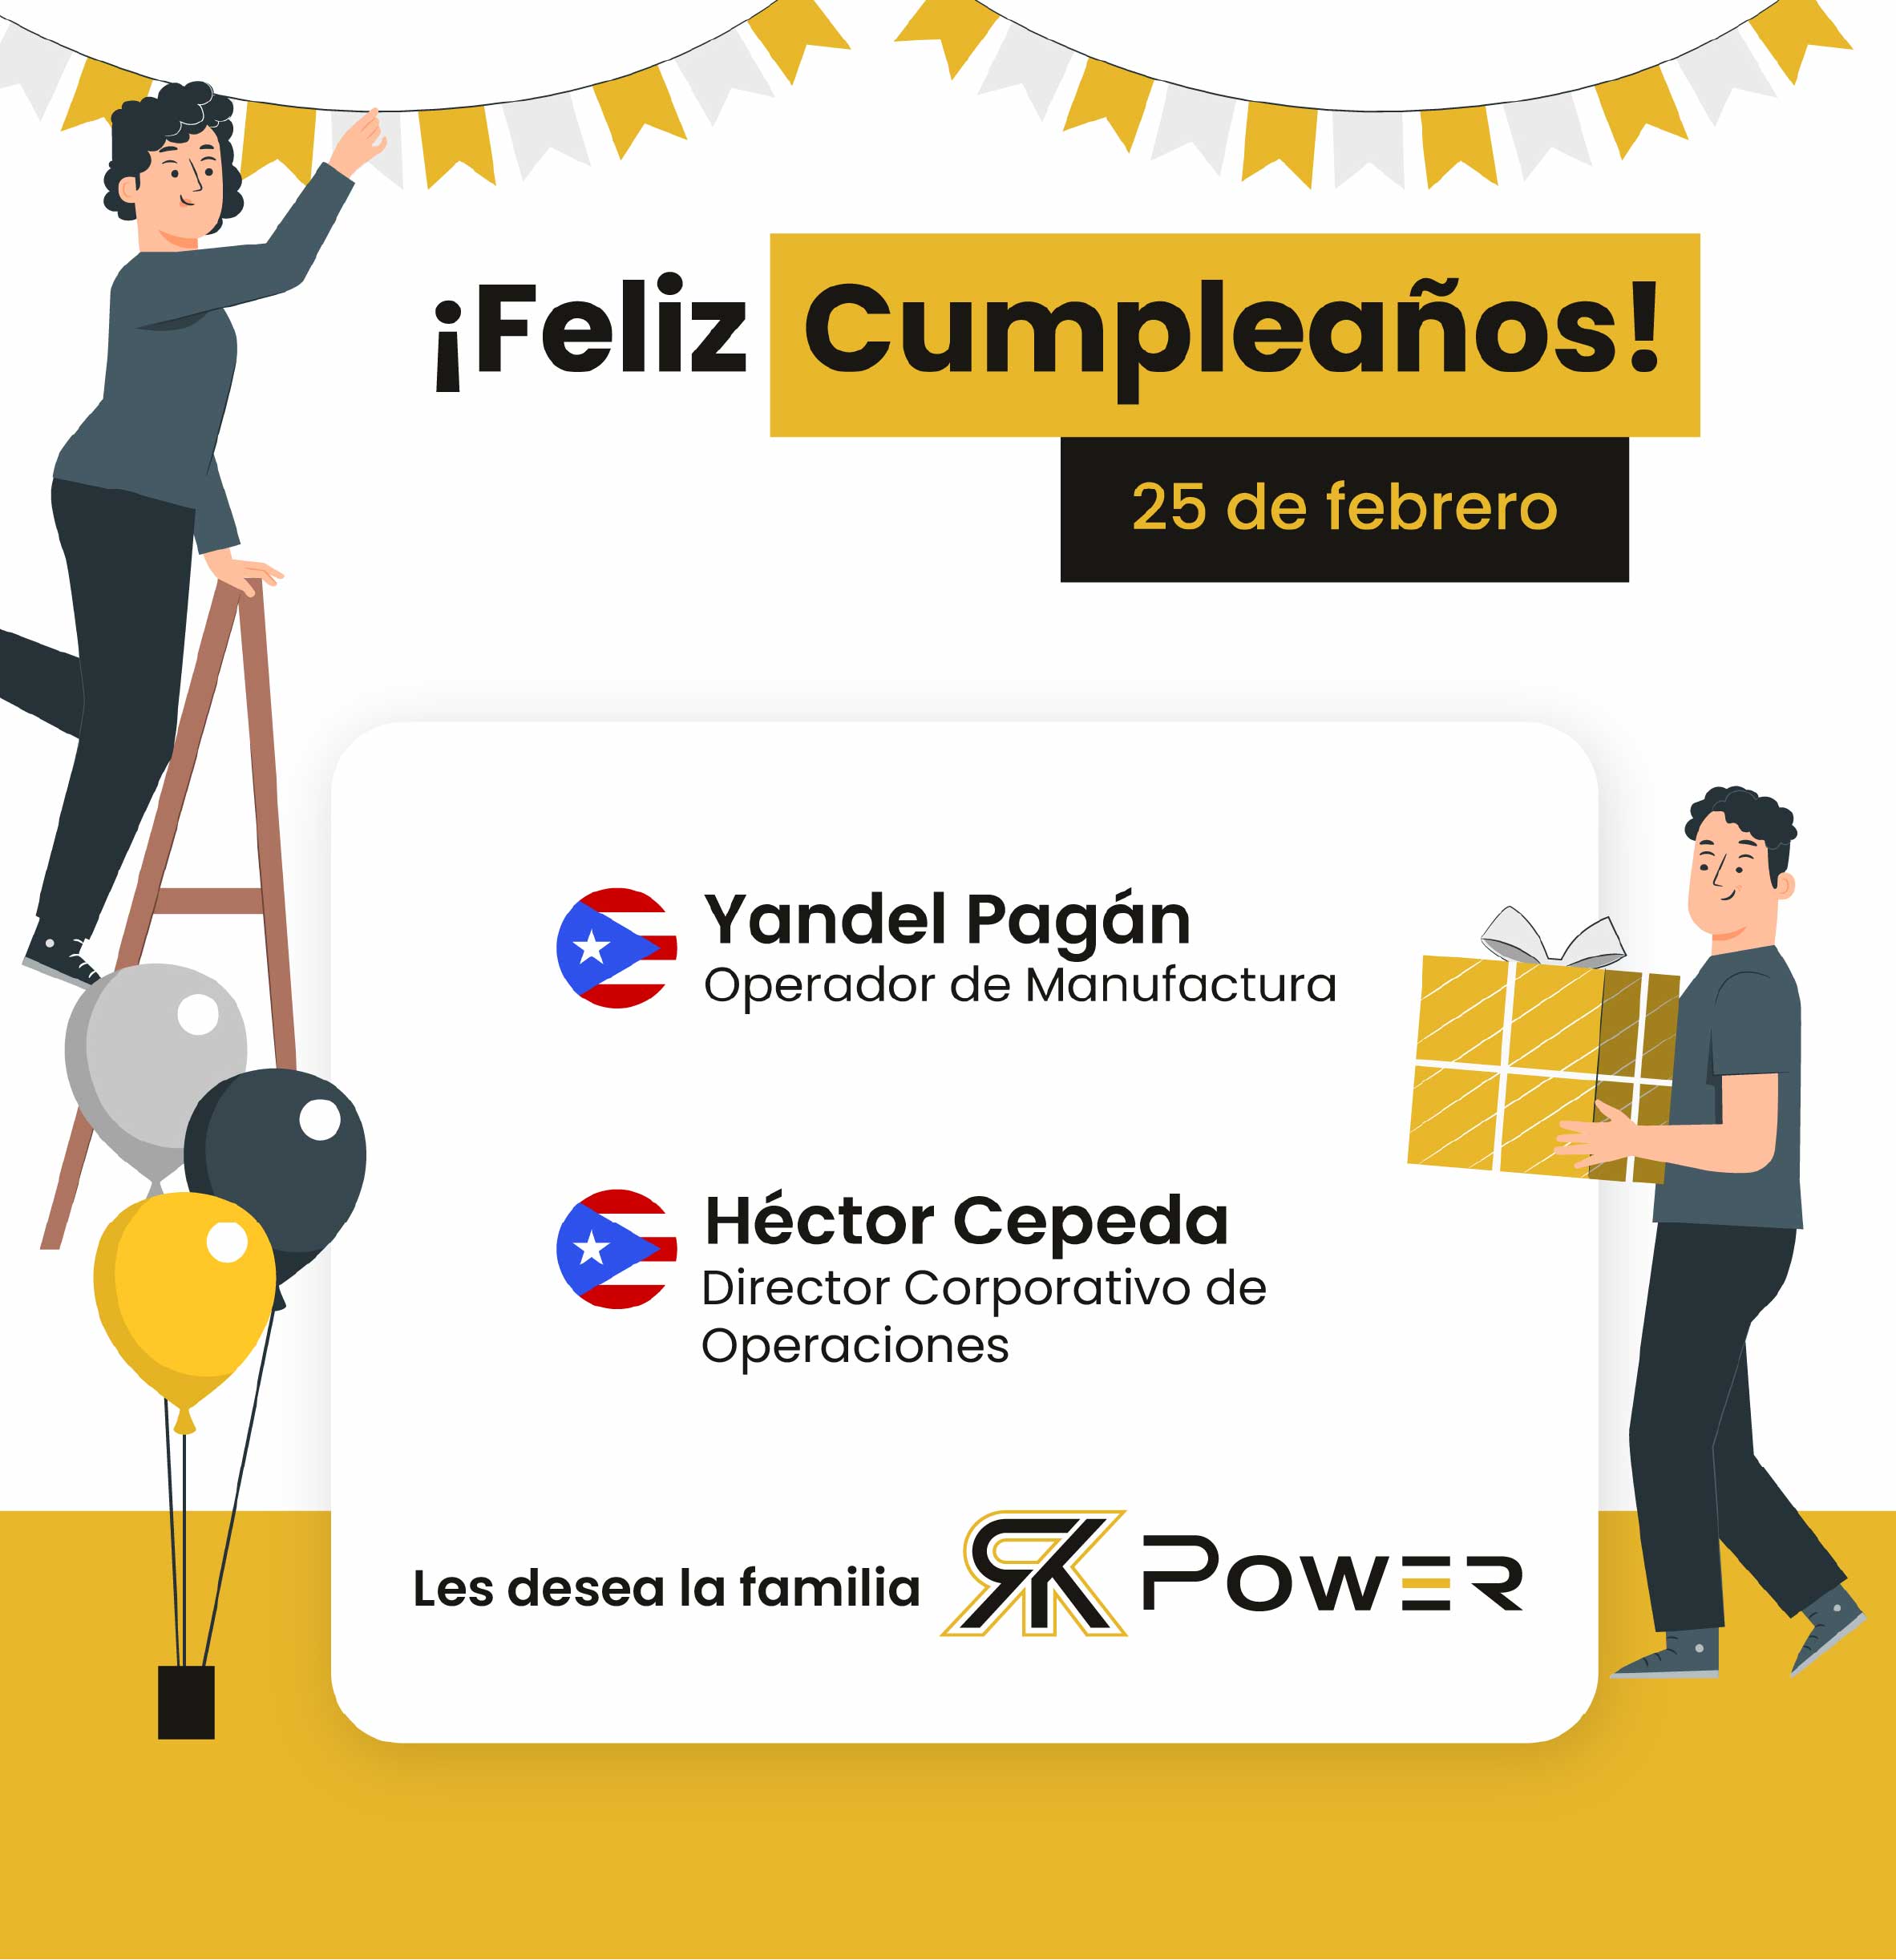 ¡Feliz Cumpleaños!
25 de febrero
Yandel Pagán
Operador de Manufactura
Héctor Cepeda
Director Corporativo de
Operaciones
Les desea la familia RK POWER